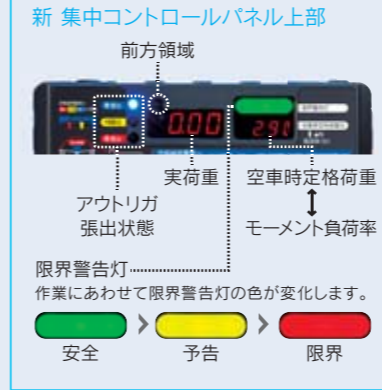 新 集中コントロールパネル上部
前方領域
0.00
2.90
実荷重
空車時定格荷重
アウトリガ
張出状態
モーメント負荷率
限界警告灯
作業にあわせて限界警告灯の色が変化します。
安全
予告
限界